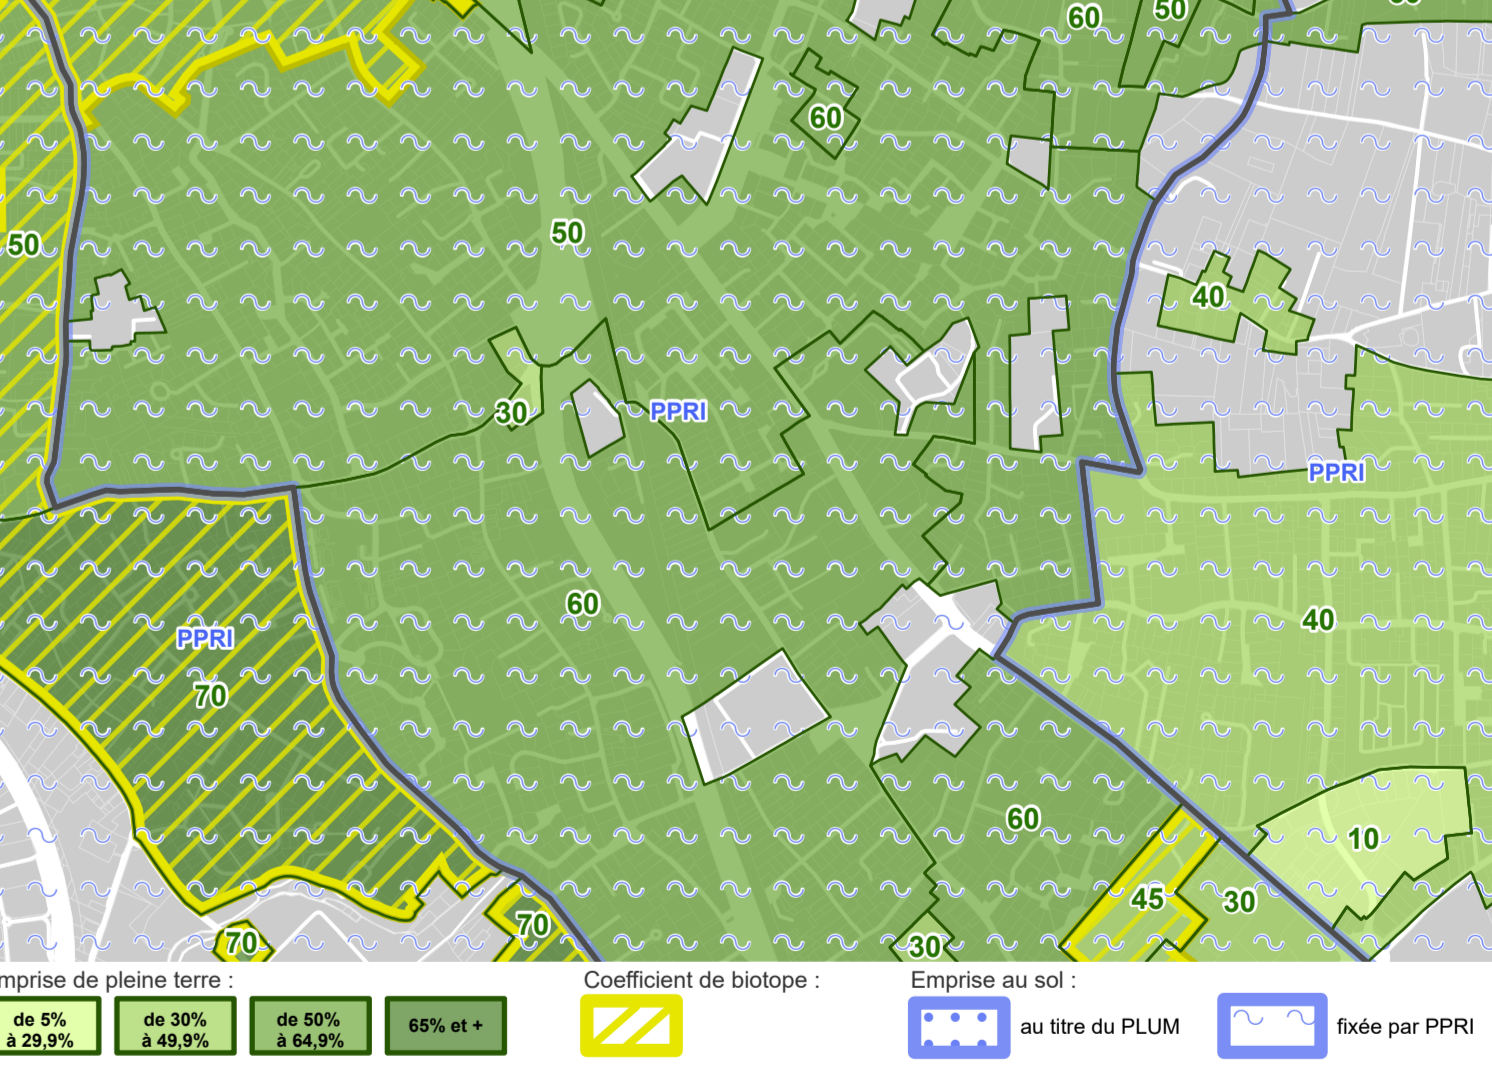 60
50
60
50
50
40
30
PPRI
PPRI
60
40
PPRI
70
60
10
45
30
70
70
30
mprise de pleine terre :
Coefficient de biotope :
Emprise au sol :
de 5%
à 29,9%
de 30%
à 49,9%
de 50%
à 64,9%
65% et +
au titre du PLUM
fixée par PPRI